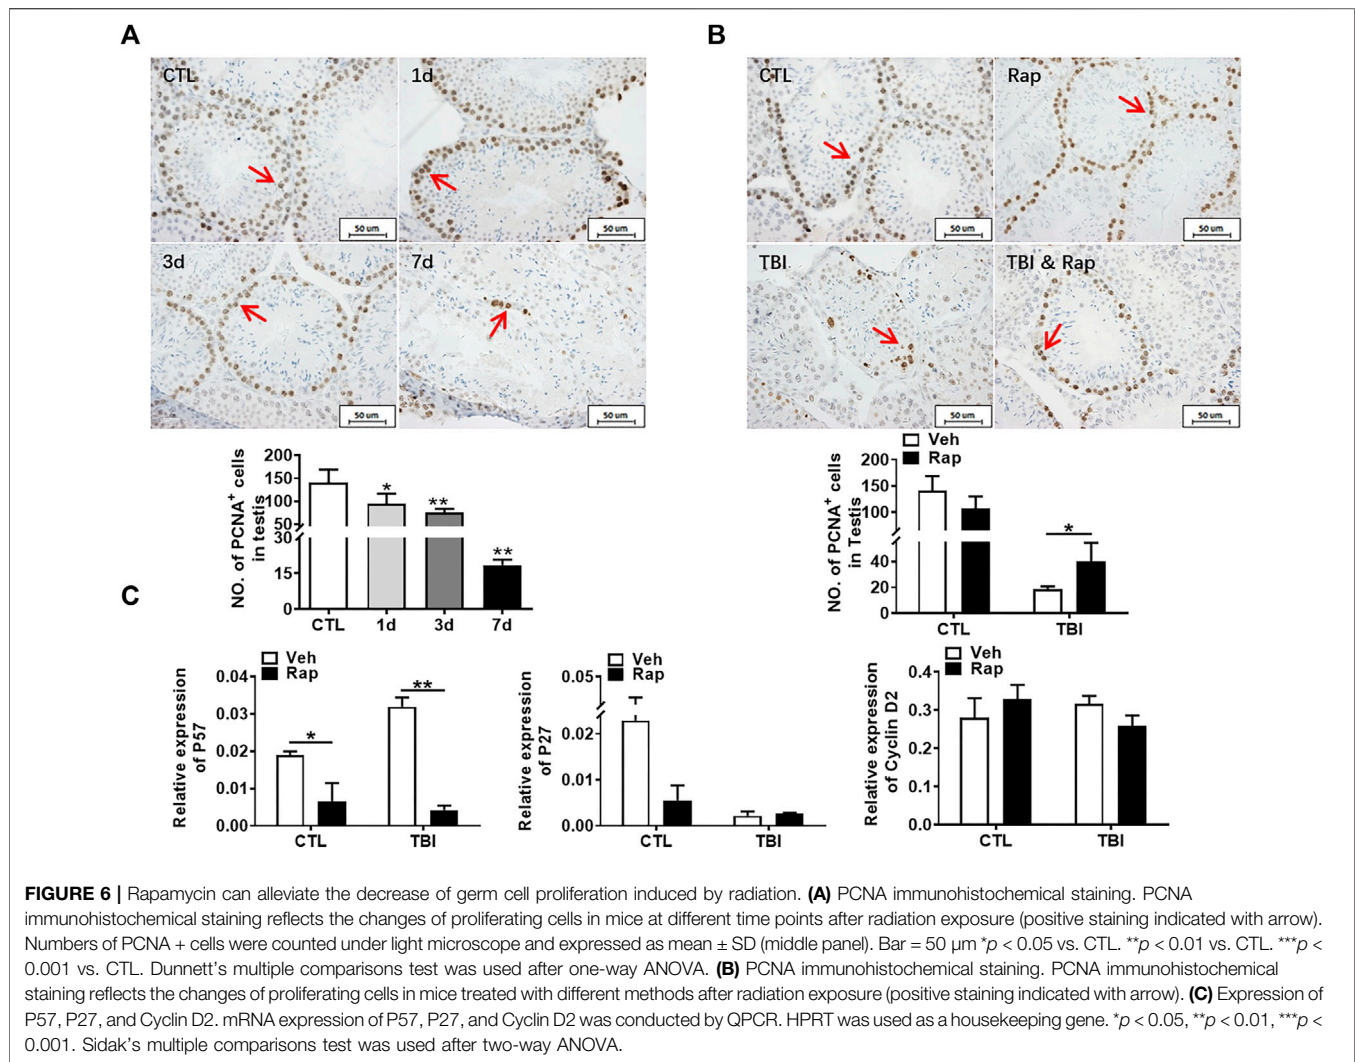 A
B
CTL
1d
CTL
Rap
50 um
50 um
50 um
50 um
3d
7d
TBI
TBI & Rap
50 um
50 um
50 um
50 um
NO. of PCNA⁺ cells
in testis
200
150
100
50
30
15
0
*
**
**
CTL
1d
3d
7d
Veh
Rap
NO. of PCNA⁺ cells
in Testis
200
150
100
40
20
0
*
CTL
TBI
C
Veh
Rap
Relative expression
of P57
0.04
0.03
0.02
0.01
0.00
*
**
CTL
TBI
Veh
Rap
Relative expression
of P27
0.05
0.02
0.01
0.00
CTL
TBI
Veh
Rap
Relative expression
of Cyclin D2
0.4
0.3
0.2
0.1
0.0
CTL
TBI
FIGURE 6 | Rapamycin can alleviate the decrease of germ cell proliferation induced by radiation. (A) PCNA immunohistochemical staining. PCNA
immunohistochemical staining reflects the changes of proliferating cells in mice at different time points after radiation exposure (positive staining indicated with arrow).
Numbers of PCNA + cells were counted under light microscope and expressed as mean ± SD (middle panel). Bar = 50 μm *p < 0.05 vs. CTL. **p < 0.01 vs. CTL. ***p <
0.001 vs. CTL. Dunnett's multiple comparisons test was used after one-way ANOVA. (B) PCNA immunohistochemical staining. PCNA immunohistochemical
staining reflects the changes of proliferating cells in mice treated with different methods after radiation exposure (positive staining indicated with arrow). (C) Expression of
P57, P27, and Cyclin D2. mRNA expression of P57, P27, and Cyclin D2 was conducted by QPCR. HPRT was used as a housekeeping gene. *p < 0.05, **p < 0.01, ***p <
0.001. Sidak's multiple comparisons test was used after two-way ANOVA.